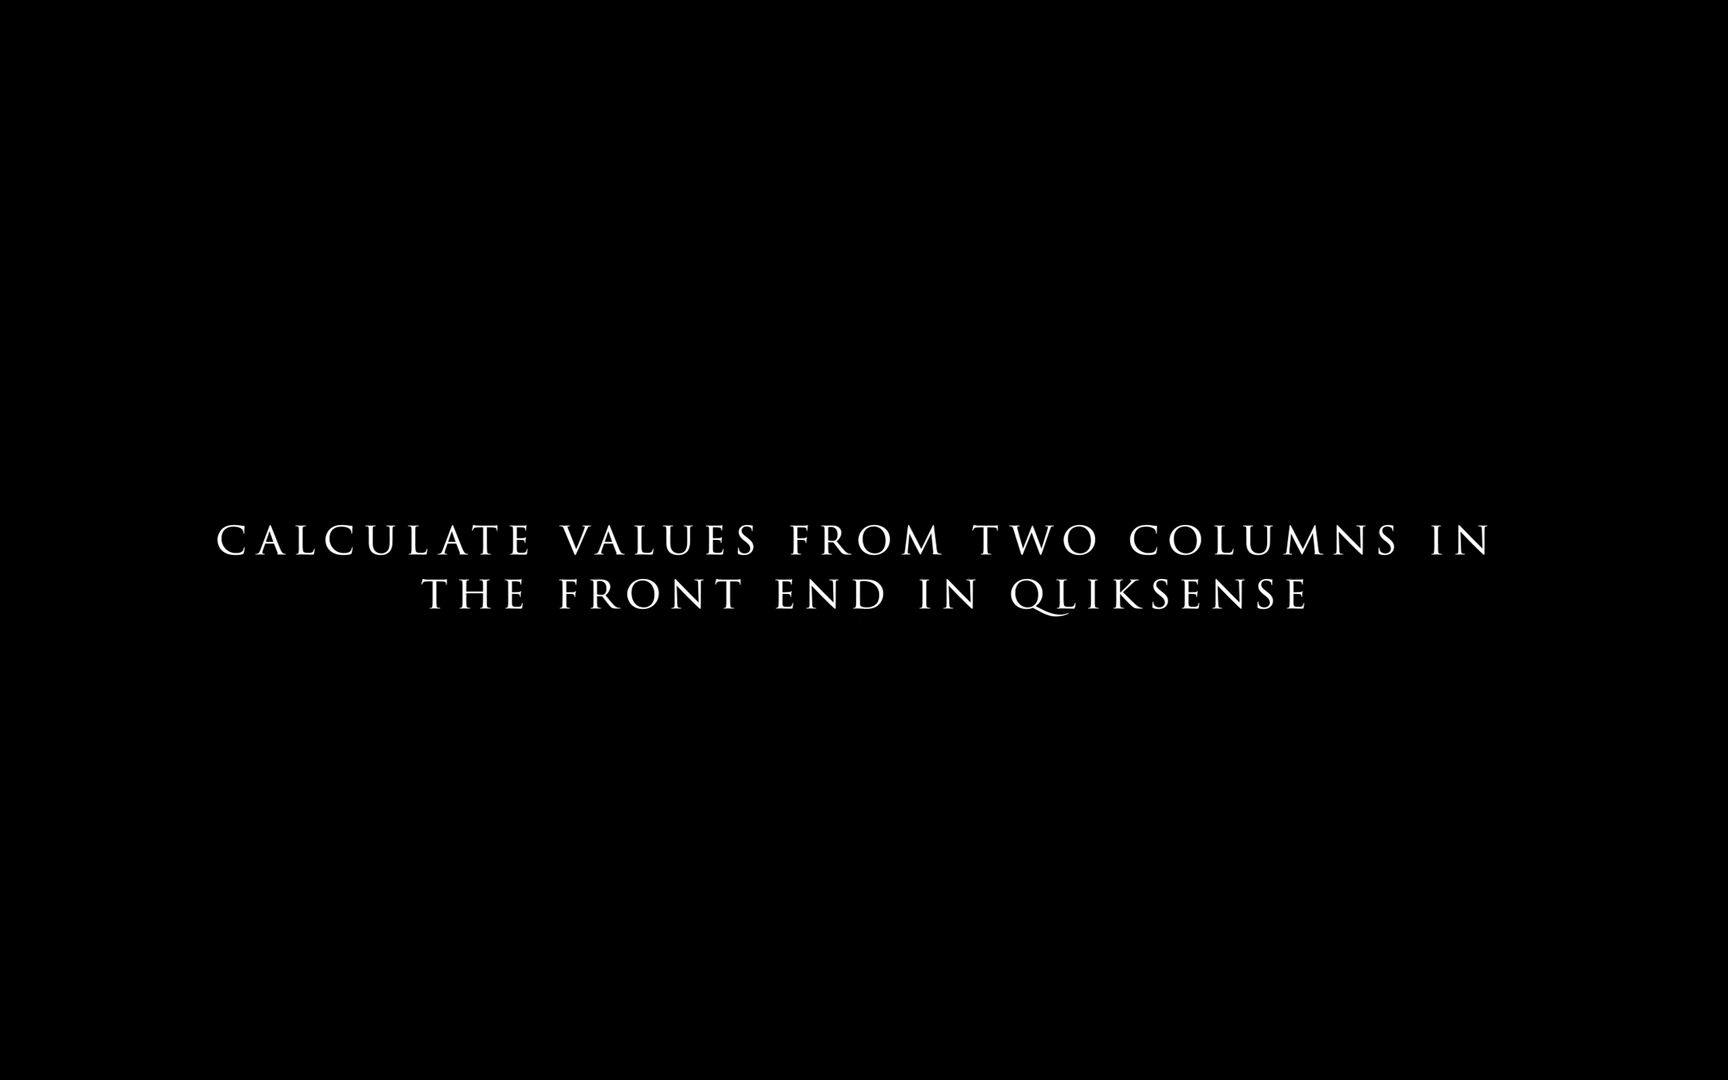 CALCULATE VALUES FROM TWO COLUMNS IN
THE FRONT END IN QLIKSENSE